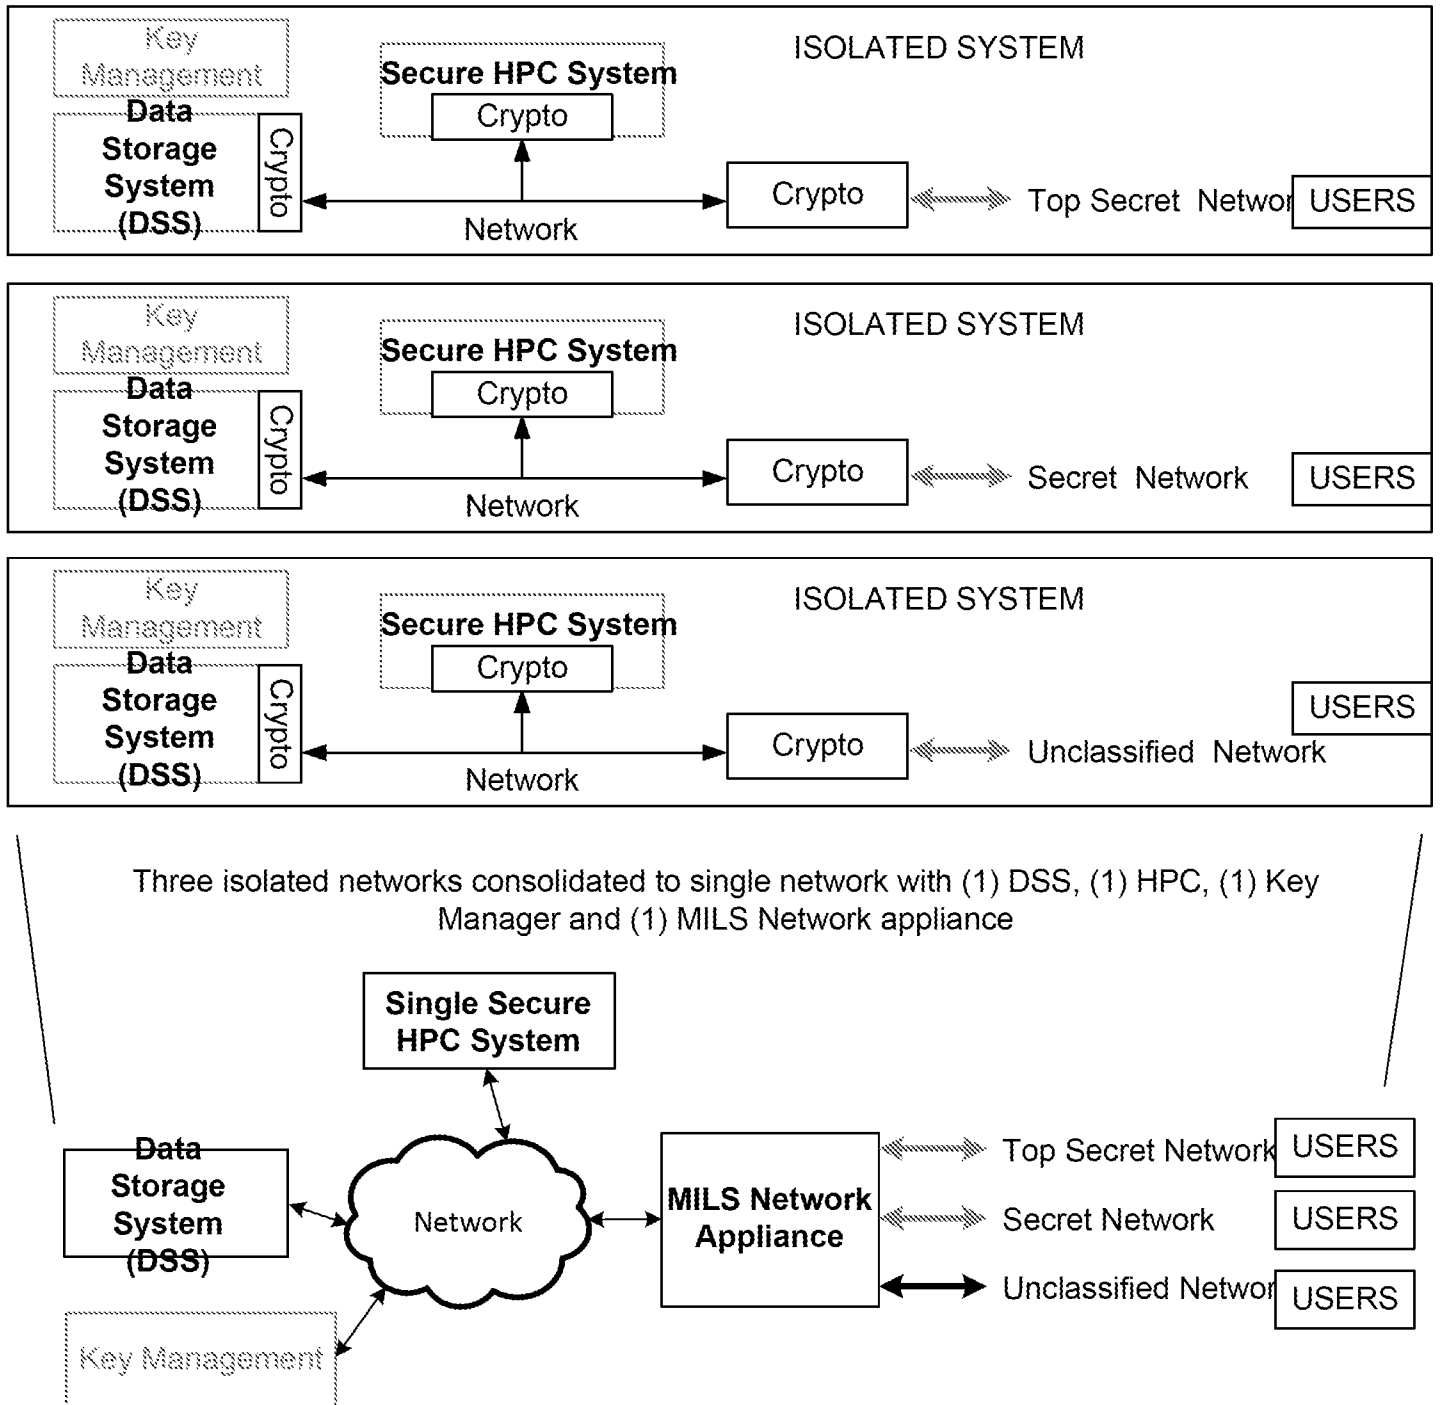 Key
Management
Data
Storage
System
(DSS)
Crypto
Secure HPC System
Crypto
Network
ISOLATED SYSTEM
Crypto
Top Secret Networ
USERS
Key
Management
Data
Storage
System
(DSS)
Crypto
Secure HPC System
Crypto
Network
ISOLATED SYSTEM
Crypto
Secret Network
USERS
Key
Management
Data
Storage
System
(DSS)
Crypto
Secure HPC System
Crypto
Network
ISOLATED SYSTEM
Crypto
Unclassified Network
USERS
Three isolated networks consolidated to single network with (1) DSS, (1) HPC, (1) Key
Manager and (1) MILS Network appliance
Single Secure
HPC System
Data
Storage
System
(DSS)
Network
Key Management
MILS Network
Appliance
Top Secret Network
USERS
Secret Network
USERS
Unclassified Networ
USERS